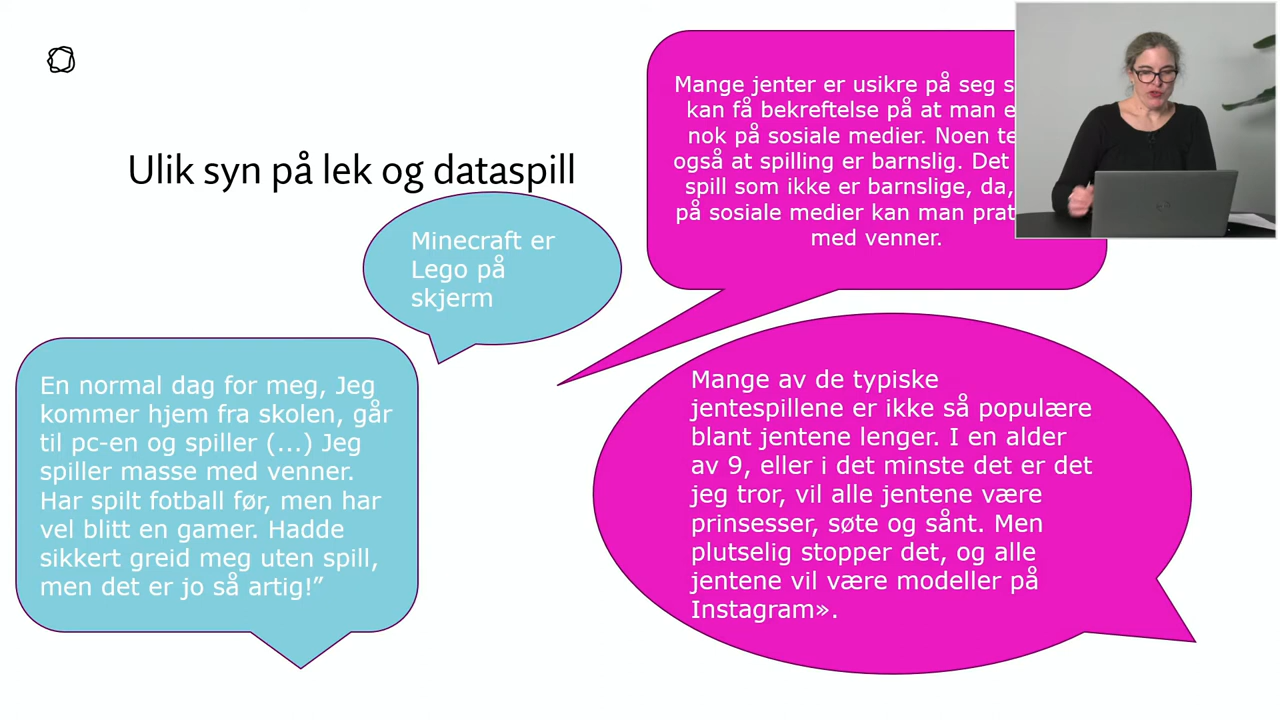 Ulik syn på lek og dataspill
Mange jenter er usikre på seg
kan få bekreftelse på at man
nok på sosiale medier. Noen
også at spilling er barnslig. Det
spill som ikke er barnslige, da,
på sosiale medier kan man
med venner.
Minecraft er
Lego på
skjerm
En normal dag for meg, Jeg
kommer hjem fra skolen, går
til pc-en og spiller (...) Jeg
spiller masse med venner.
Har spilt fotball før, men har
vel blitt en gamer. Hadde
sikkert greid meg uten spill,
men det er jo så artig!”
Mange av de typiske
jentespillene er ikke så populære
blant jentene lenger. I en alder
av 9, eller i det minste det er det
jeg tror, vil alle jentene være
prinsesser, søte og sånt. Men
plutselig stopper det, og alle
jentene vil være modeller på
Instagram».